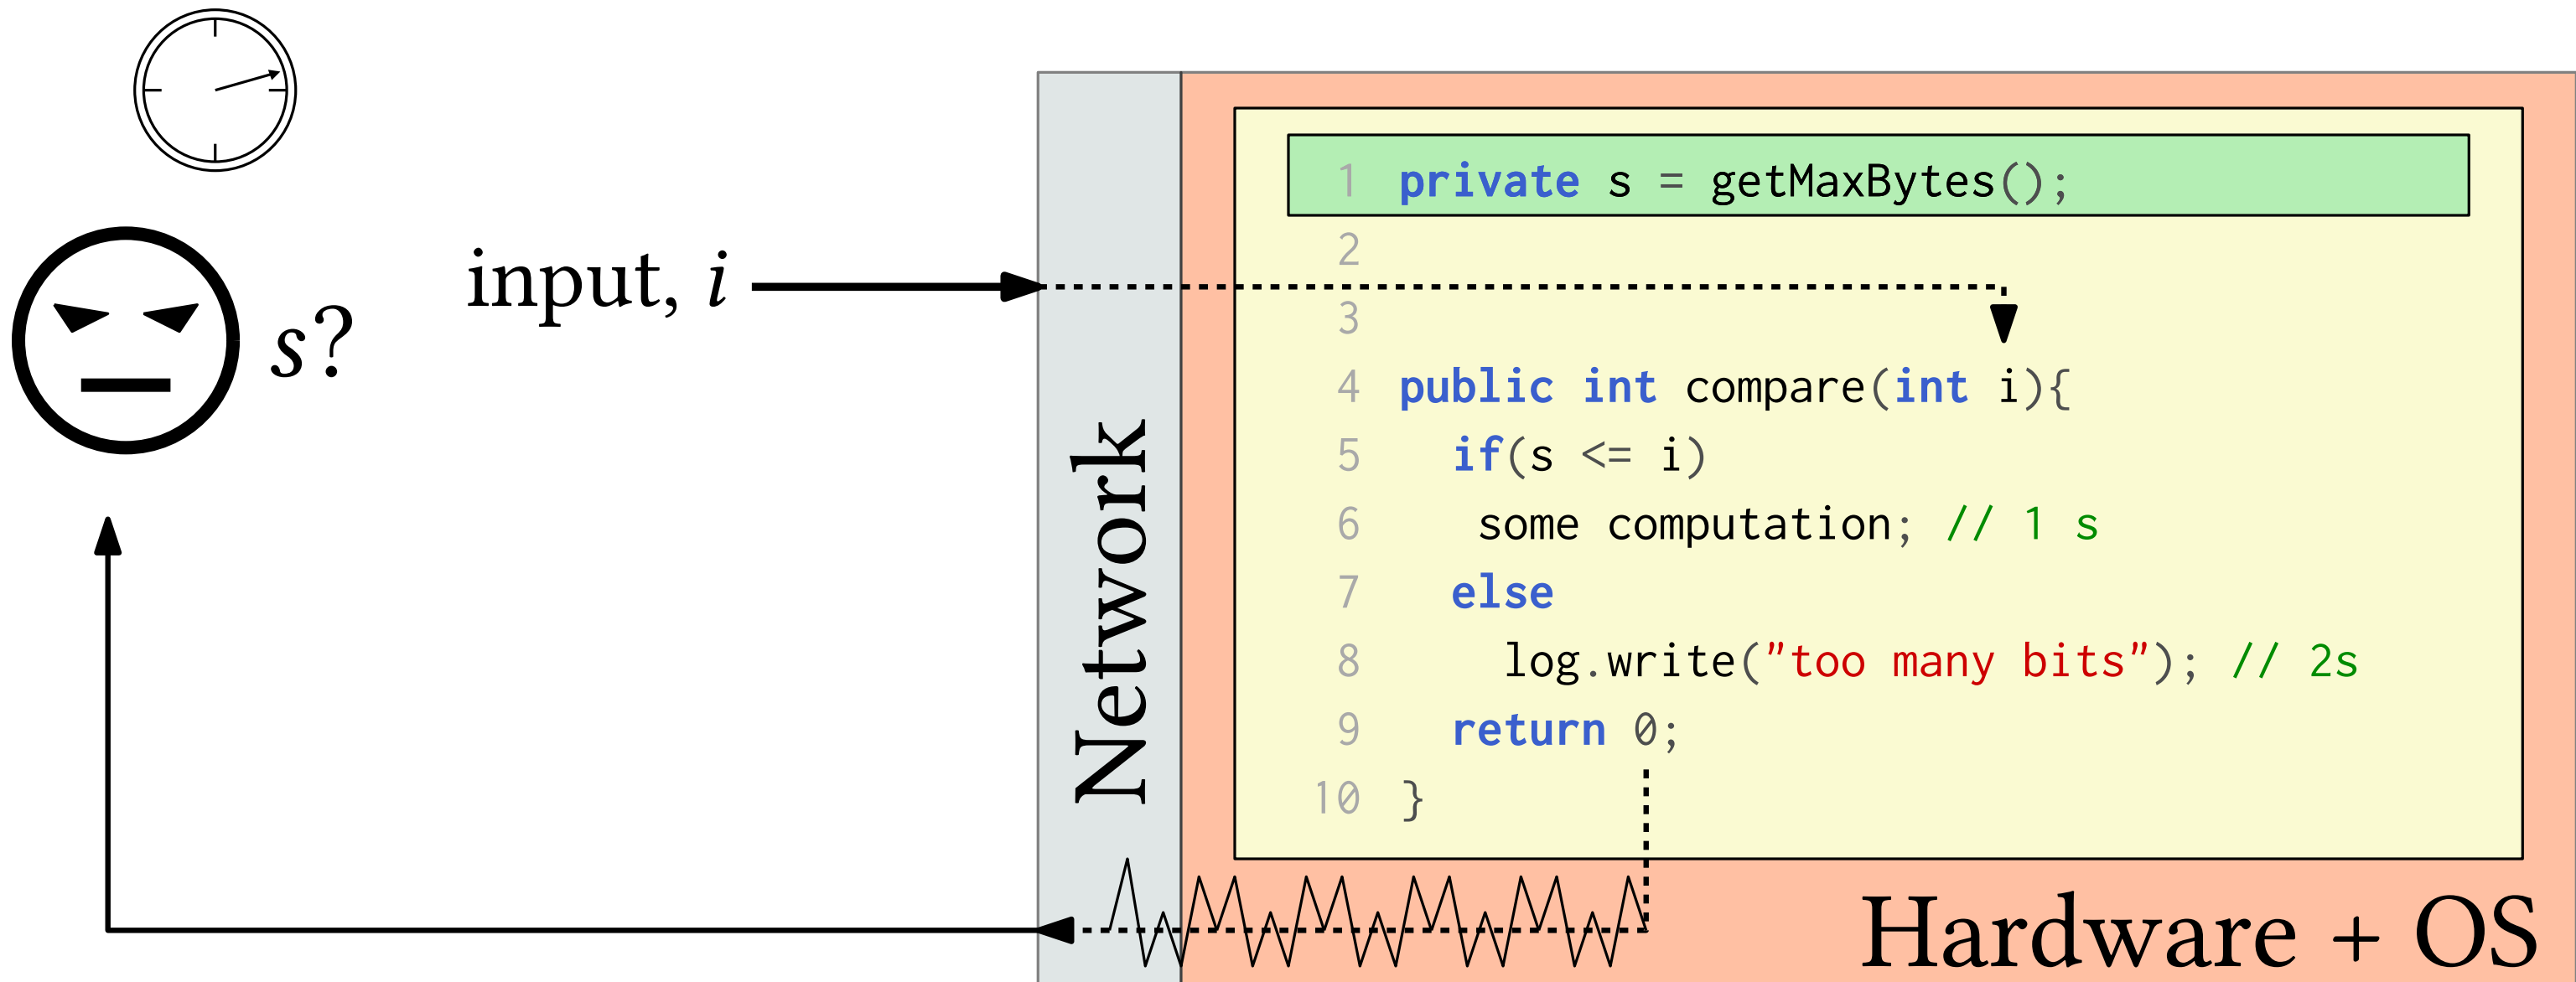 s?
input, i
Network
1 private s = getMaxBytes();
2
3
4 public int compare(int i){
5 if(s <= i)
6 some computation; // 1 s
7 else
8 log.write("too many bits"); // 2s
9 return 0;
10 }
Hardware + OS